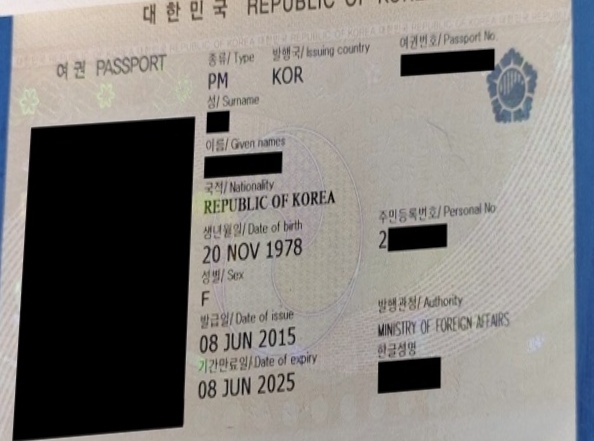 대한민국 REPUBLIC OF
여권 PASSPORT
종류/ Type
발행국/ Issuing country
여권번호/ Passport No.
PM
KOR
성/ Surname
이름/ Given names
국적/ Nationality
REPUBLIC OF KOREA
생년월일/ Date of birth
주민등록번호/ Personal No
20 NOV 1978
2
성별/ Sex
F
발급일/ Date of issue
발행관청/ Authority
08 JUN 2015
MINISTRY OF FOREIGN AFFAIRS
기간만료일/ Date of expiry
한글성명
08 JUN 2025